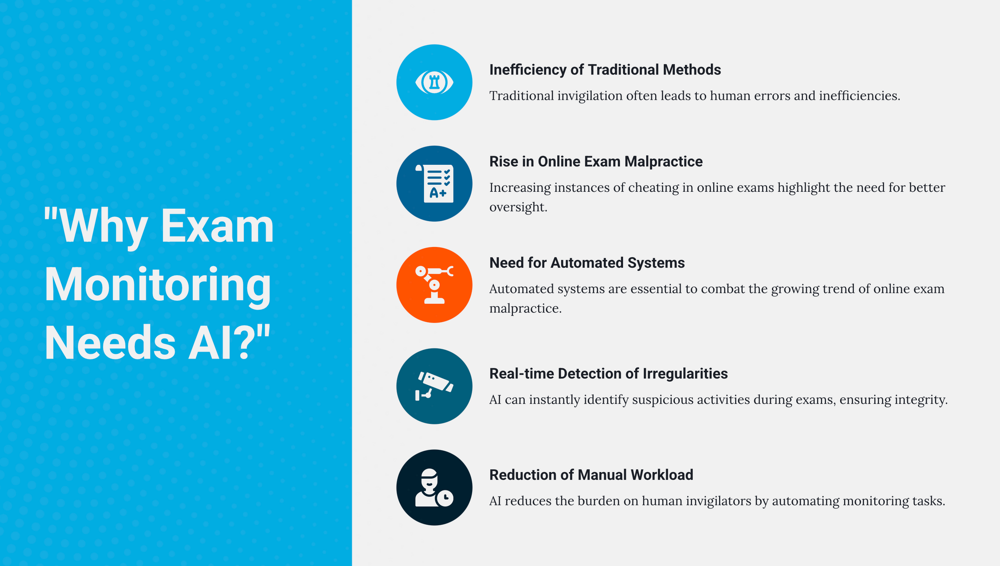 "Why Exam
Monitoring
Needs AI?"
Inefficiency of Traditional Methods
Traditional invigilation often leads to human errors and inefficiencies.
Rise in Online Exam Malpractice
Increasing instances of cheating in online exams highlight the need for better
oversight.
A+
Need for Automated Systems
Automated systems are essential to combat the growing trend of online exam
malpractice.
Real-time Detection of Irregularities
AI can instantly identify suspicious activities during exams, ensuring integrity.
Reduction of Manual Workload
AI reduces the burden on human invigilators by automating monitoring tasks.